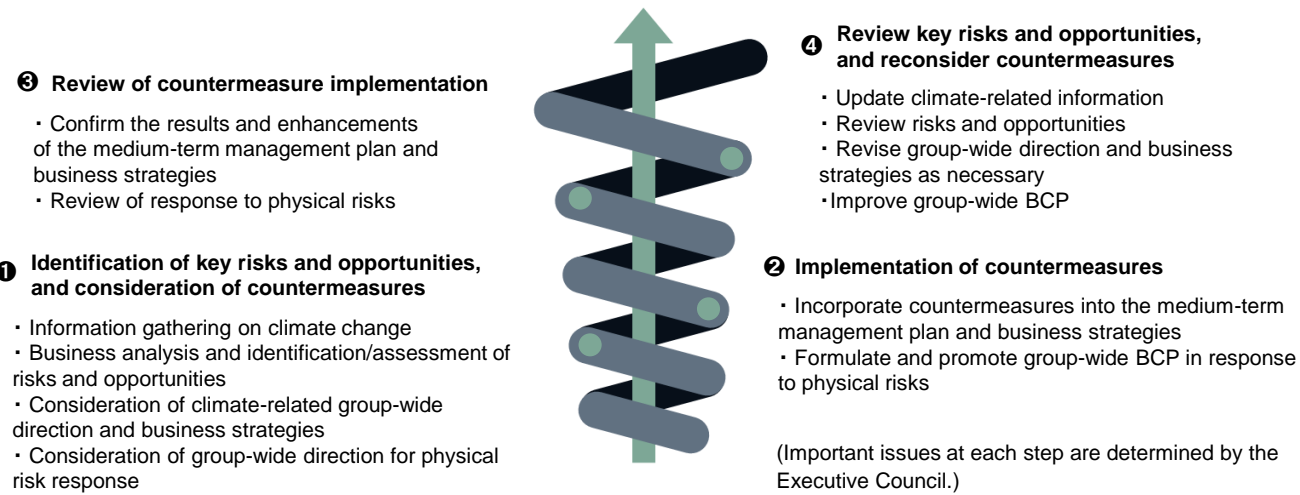 ❸ Review of countermeasure implementation
・Confirm the results and enhancements
of the medium-term management plan and
business strategies
・Review of response to physical risks
❶ Identification of key risks and opportunities,
and consideration of countermeasures
・Information gathering on climate change
・Business analysis and identification/assessment of
risks and opportunities
・Consideration of climate-related group-wide
direction and business strategies
・Consideration of group-wide direction for physical
risk response
❹ Review key risks and opportunities,
and reconsider countermeasures
・Update climate-related information
・Review risks and opportunities
・Revise group-wide direction and business
strategies as necessary
・Improve group-wide BCP
❷ Implementation of countermeasures
・Incorporate countermeasures into the medium-term
management plan and business strategies
・Formulate and promote group-wide BCP in response
to physical risks
(Important issues at each step are determined by the
Executive Council.)